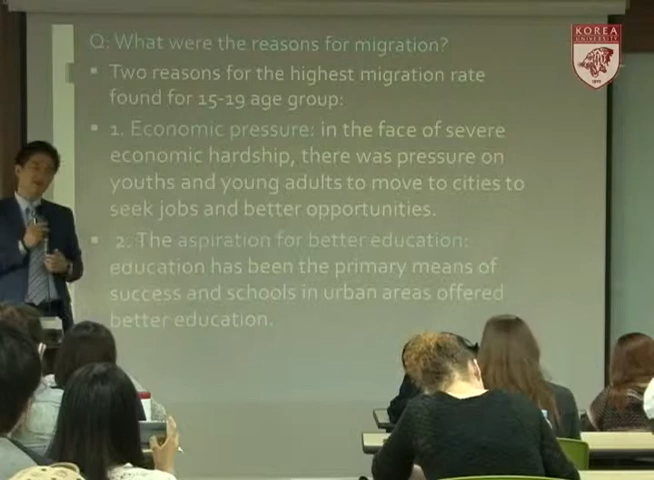 Q: What were the reasons for migration?
Two reasons for the highest migration rate
found for 15-19 age group:
1. Economic pressure: in the face of severe
economic hardship, there was pressure on
youths and young adults to move to cities to
seek jobs and better opportunities.
2. The aspiration for better education:
education has been the primary means of
success and schools in urban areas offered
better education.
KOREA
UNIVERSITY